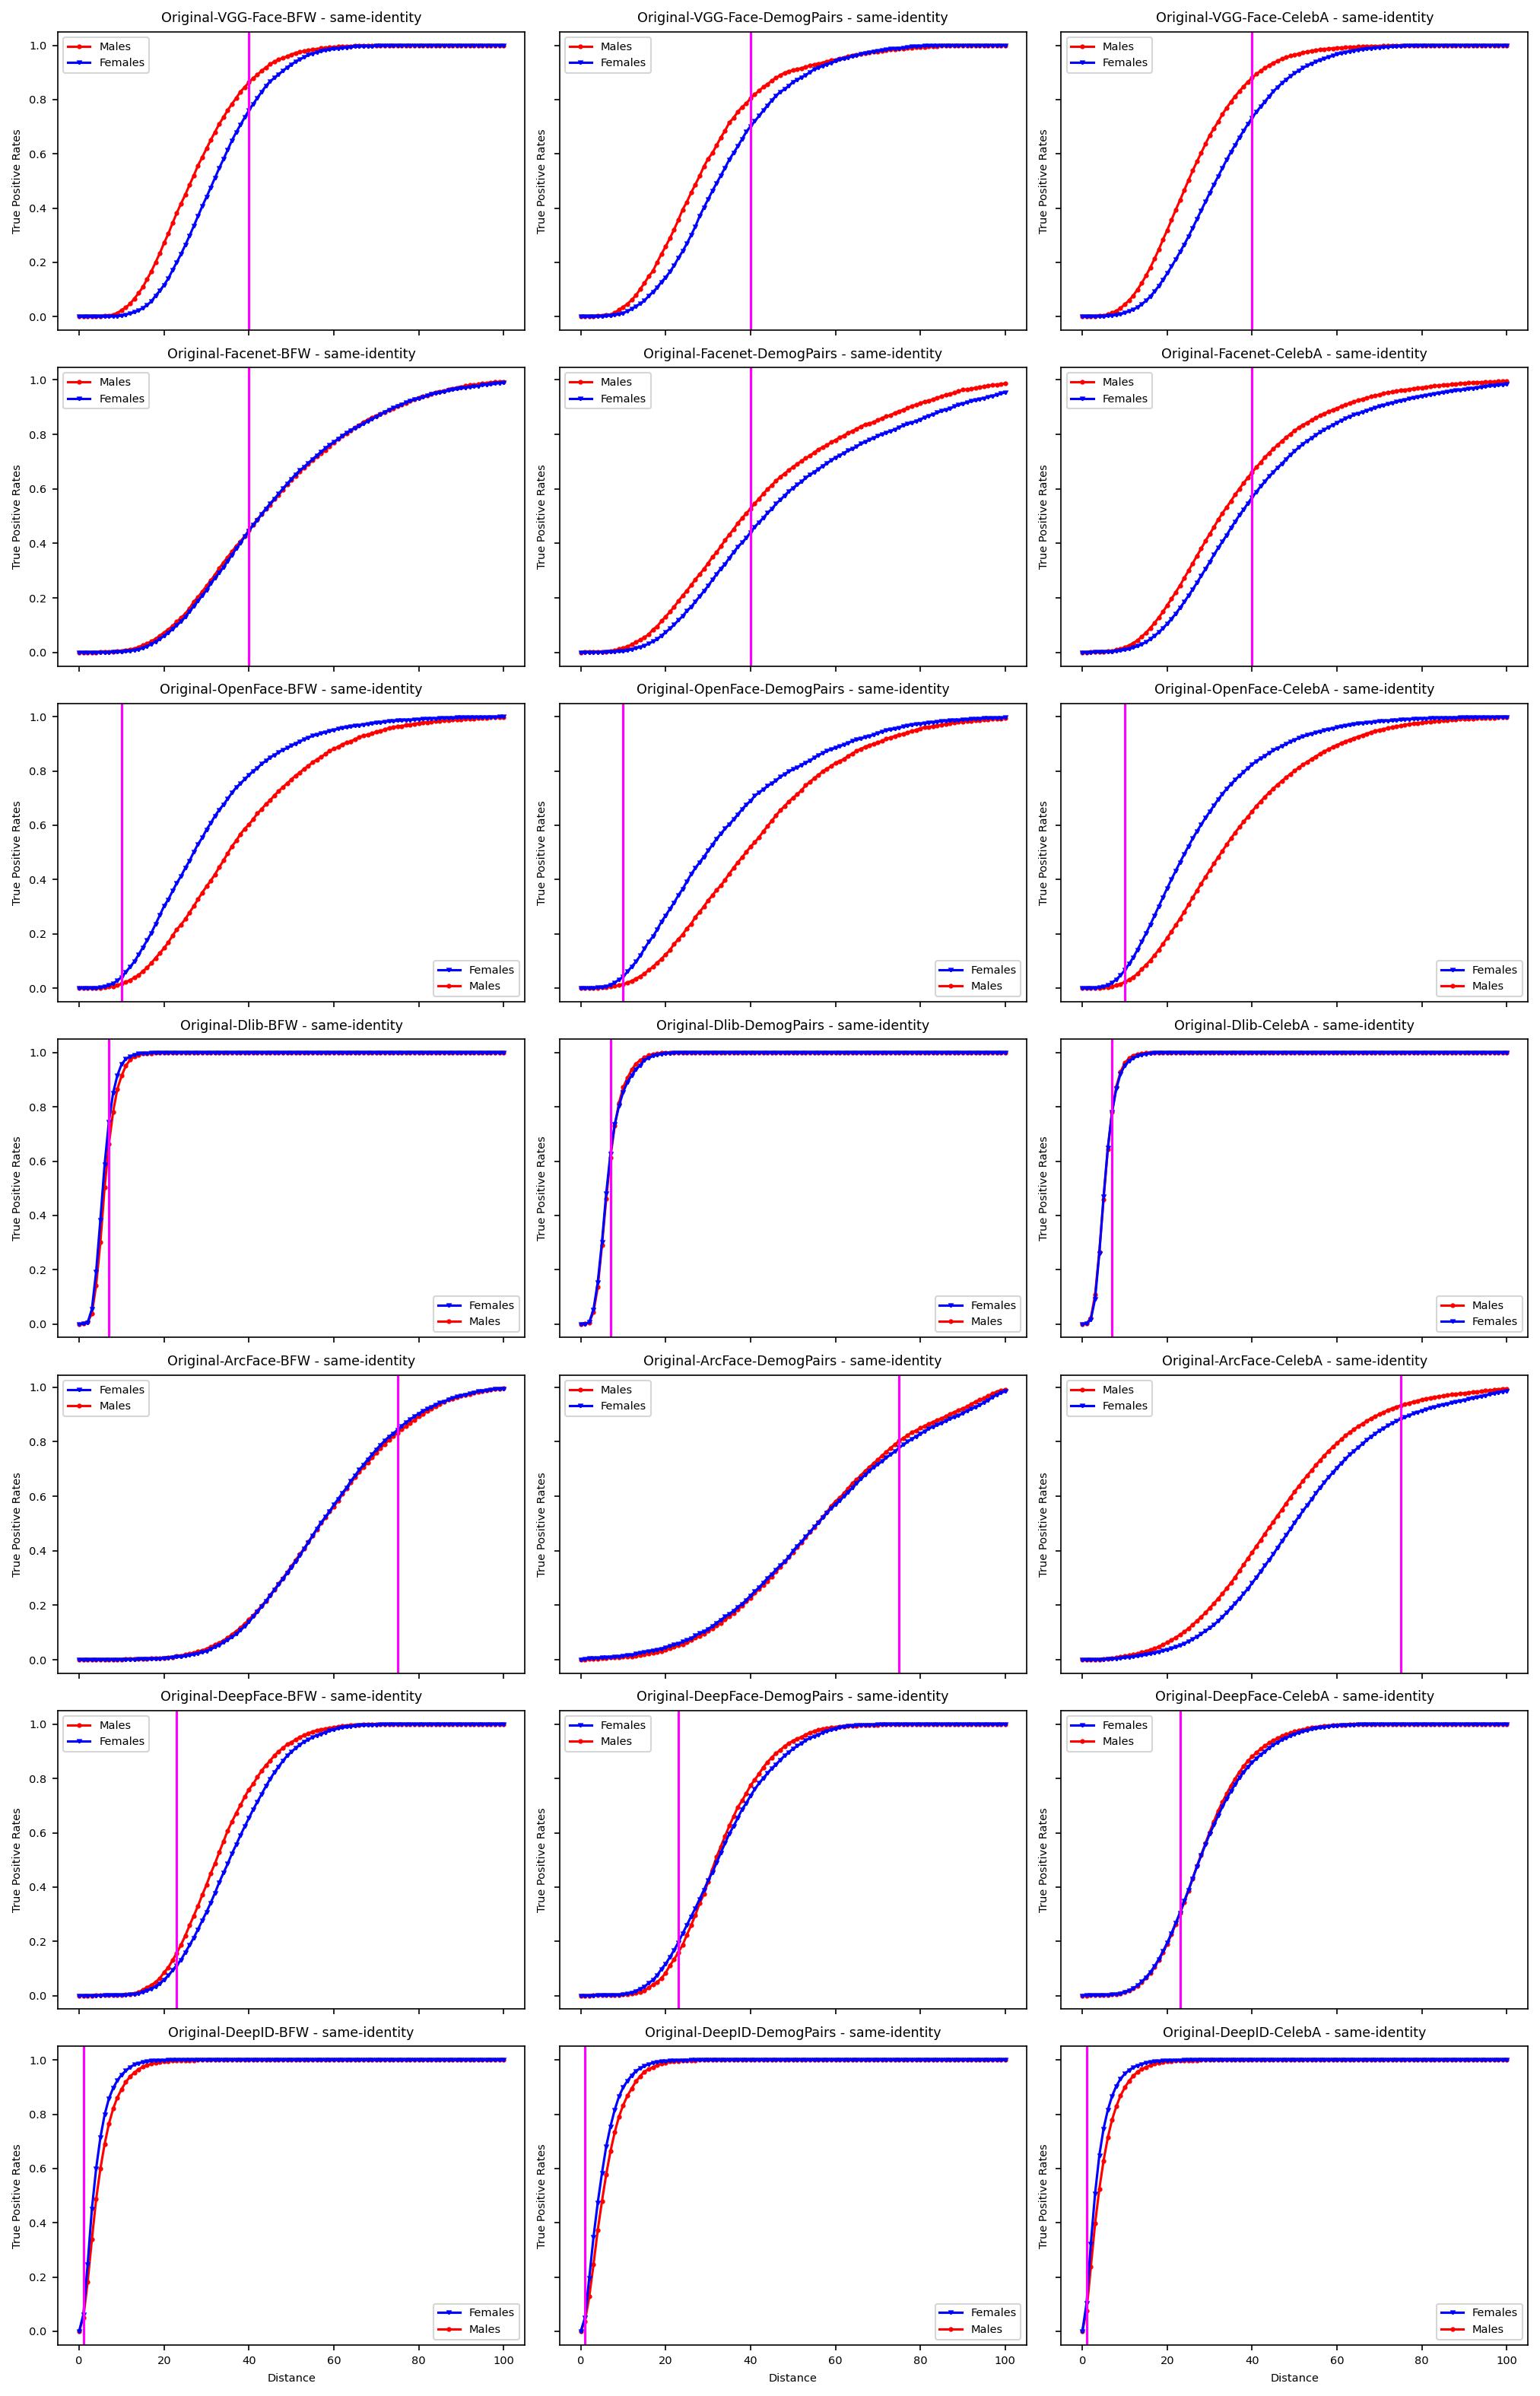 Original-VGG-Face-BFW - same-identity
Original-VGG-Face-DemogPairs - same-identity
Original-VGG-Face-CelebA - same-identity
1.0
0.8
0.6
0.4
0.2
0.0
True Positive Rates
Males
Females
True Positive Rates
Males
Females
True Positive Rates
Males
Females
Original-Facenet-BFW - same-identity
Original-Facenet-DemogPairs - same-identity
Original-Facenet-CelebA - same-identity
1.0
0.8
0.6
0.4
0.2
0.0
True Positive Rates
Males
Females
True Positive Rates
Males
Females
True Positive Rates
Males
Females
Original-OpenFace-BFW - same-identity
Original-OpenFace-DemogPairs - same-identity
Original-OpenFace-CelebA - same-identity
1.0
0.8
0.6
0.4
0.2
0.0
True Positive Rates
Females
Males
True Positive Rates
Females
Males
True Positive Rates
Females
Males
Original-Dlib-BFW - same-identity
Original-Dlib-DemogPairs - same-identity
Original-Dlib-CelebA - same-identity
1.0
0.8
0.6
0.4
0.2
0.0
True Positive Rates
Females
Males
True Positive Rates
Females
Males
True Positive Rates
Males
Females
Original-ArcFace-BFW - same-identity
Original-ArcFace-DemogPairs - same-identity
Original-ArcFace-CelebA - same-identity
1.0
0.8
0.6
0.4
0.2
0.0
True Positive Rates
Females
Males
True Positive Rates
Males
Females
True Positive Rates
Males
Females
Original-DeepFace-BFW - same-identity
Original-DeepFace-DemogPairs - same-identity
Original-DeepFace-CelebA - same-identity
1.0
0.8
0.6
0.4
0.2
0.0
True Positive Rates
Males
Females
True Positive Rates
Females
Males
True Positive Rates
Females
Males
Original-DeepID-BFW - same-identity
Original-DeepID-DemogPairs - same-identity
Original-DeepID-CelebA - same-identity
1.0
0.8
0.6
0.4
0.2
0.0
True Positive Rates
Females
Males
True Positive Rates
Females
Males
True Positive Rates
Females
Males
0 20 40 60 80 100
0 20 40 60 80 100
0 20 40 60 80 100
Distance
Distance
Distance